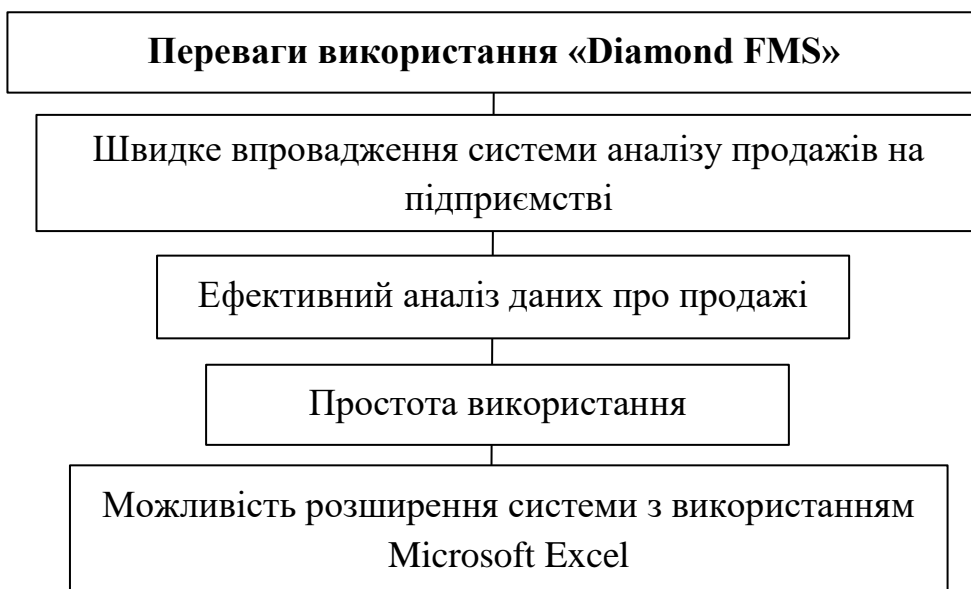 Переваги використання «Diamond FMS»
Швидке впровадження системи аналізу продажів на
підприємстві
Ефективний аналіз даних про продажі
Простота використання
Можливість розширення системи з використанням
Microsoft Excel